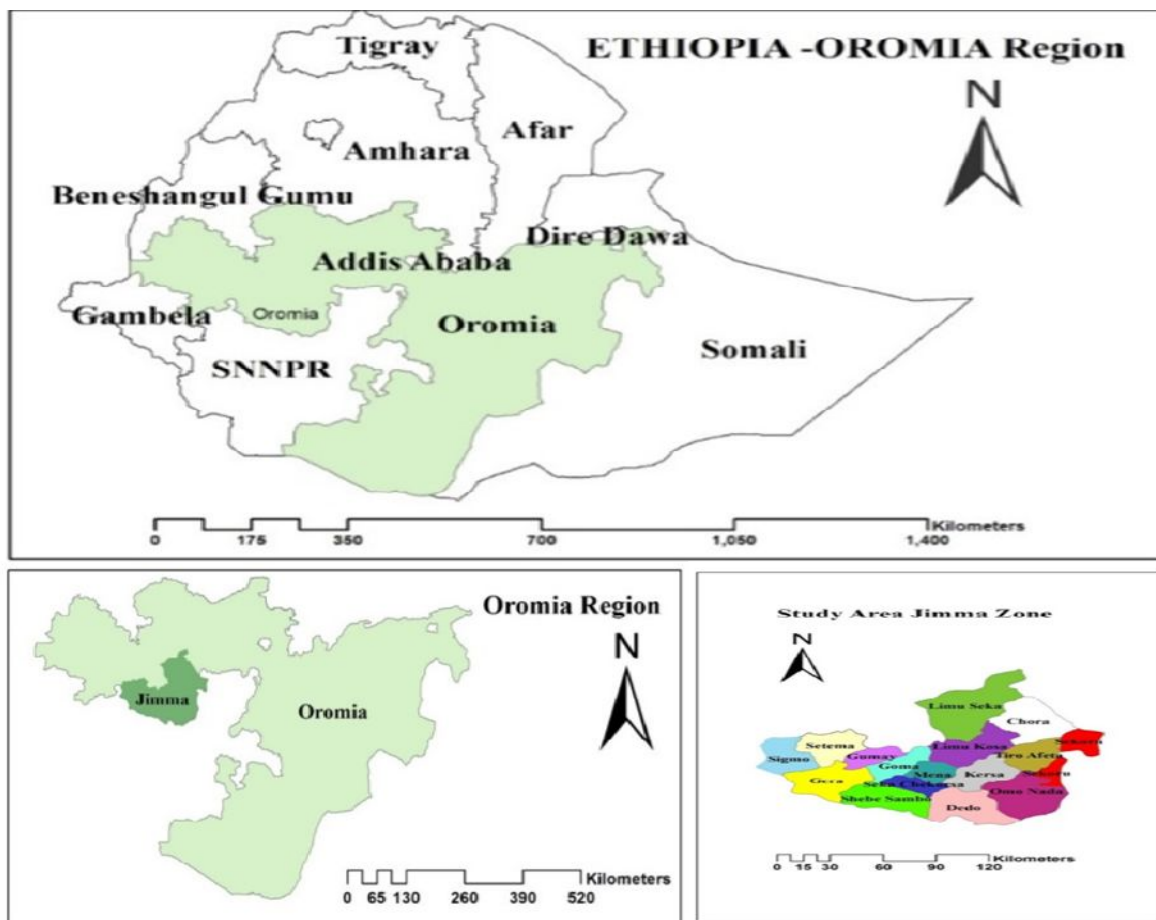 Tigray
ETHIOPIA -OROMIA Region
N
Afar
Amhara
Beneshangul Gumu
Dire Dawa
Addis Ababa
Gambela
Oromia
Oromia
Somali
SNNPR
Kilometers
0 175 350 700 1,050 1,400
Oromia Region
N
Jimma
Oromia
Kilometers
0 65 130 260 390 520
Study Area Jimma Zone
N
Limu Seka
Chora
Sekoru
Setema
Limu Kosa
Tiro Afeta
Sigmo
Gumay
Goma
Mena
Kersa
Sekoru
Gera
Seka Chekorsa
Omo Nada
Shebe Sambo
Dedo
Kilometers
0 15 30 60 90 120